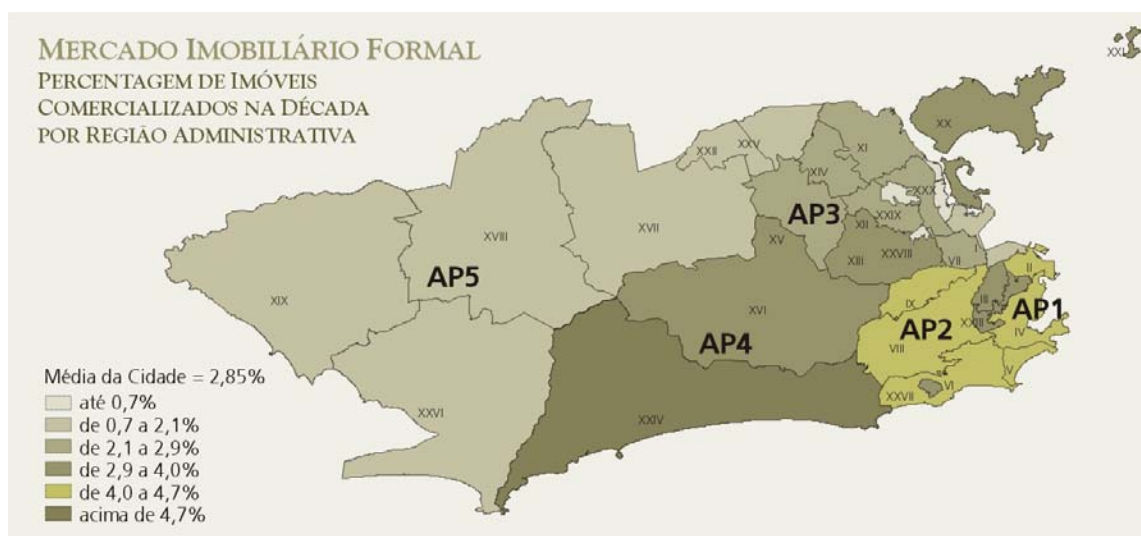 MERCADO IMOBILIÁRIO FORMAL
PERCENTAGEM DE IMÓVEIS
COMERCIALIZADOS NA DÉCADA
POR REGIÃO ADMINISTRATIVA
XXI
XX
XXII
XXV
XI
XIV
XXX
AP3
XXIX
XII
XVIII
XVII
XV
XIII
XXVIII
VII
I
AP5
II
XIX
IX
III
AP1
XVI
AP2
XXIII
IV
AP4
VIII
V
VI
XXVII
XXVI
XXIV
Média da Cidade = 2,85%
até 0,7%
de 0,7 a 2,1%
de 2,1 a 2,9%
de 2,9 a 4,0%
de 4,0 a 4,7%
acima de 4,7%